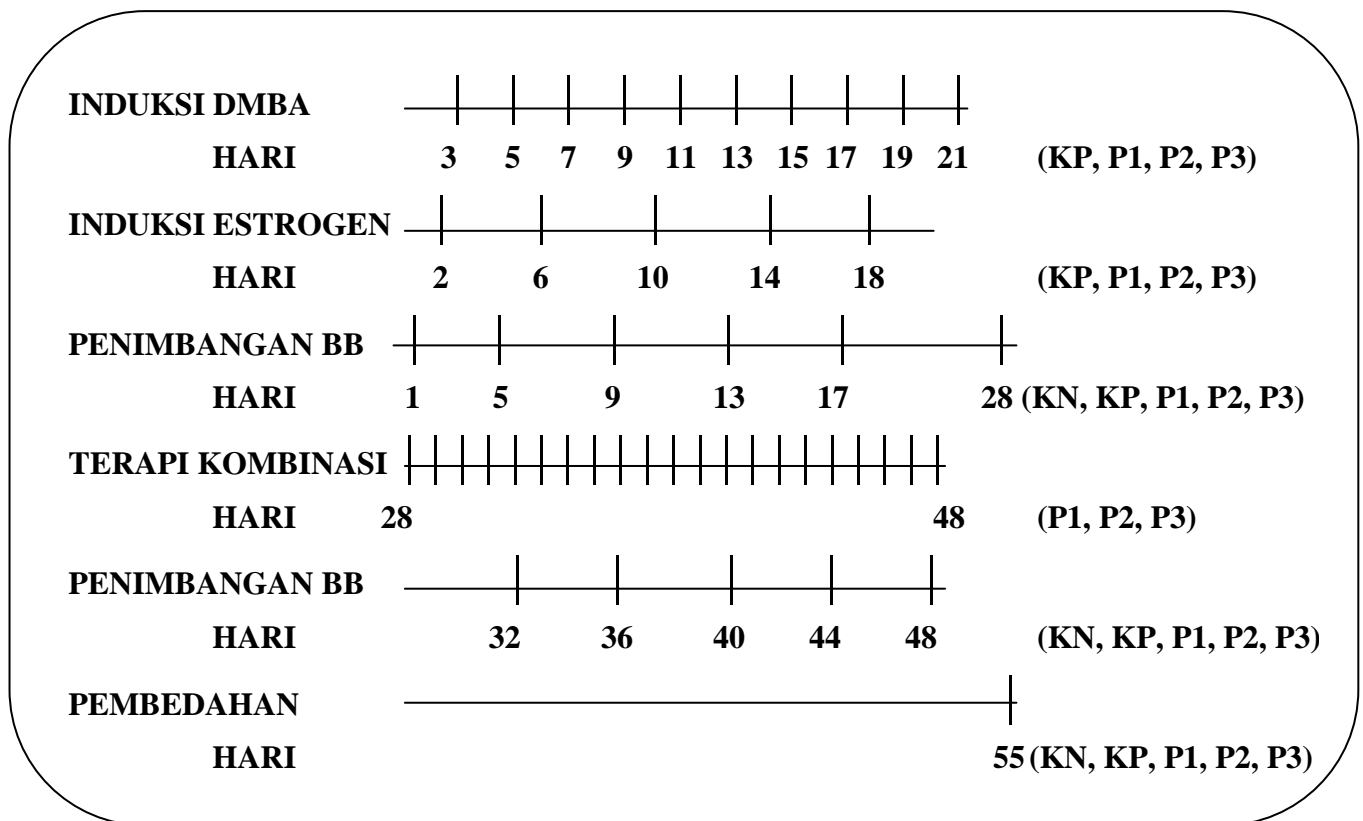 INDUKSI DMBA
HARI 3 5 7 9 11 13 15 17 19 21 (KP, P1, P2, P3)
INDUKSI ESTROGEN
HARI 2 6 10 14 18 (KP, P1, P2, P3)
PENIMBANGAN BB
HARI 1 5 9 13 17 28 (KN, KP, P1, P2, P3)
TERAPI KOMBINASI
HARI 28 48 (P1, P2, P3)
PENIMBANGAN BB
HARI 32 36 40 44 48 (KN, KP, P1, P2, P3)
PEMBEDAHAN
HARI 55 (KN, KP, P1, P2, P3)